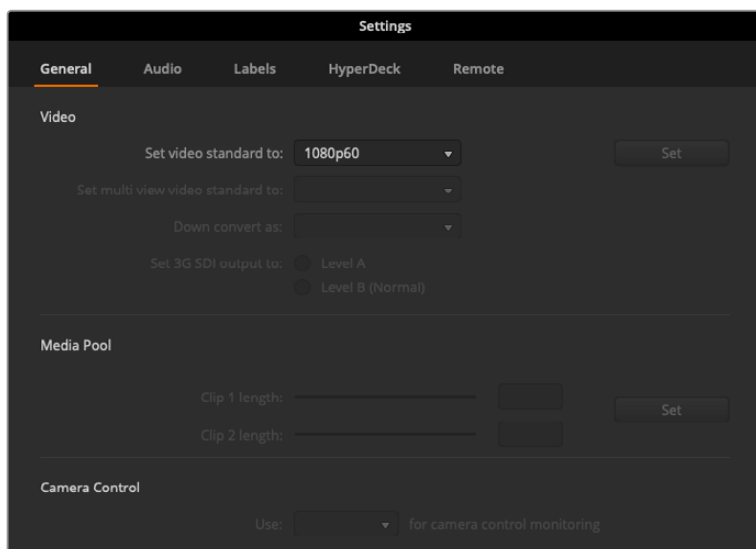 Settings
General Audio Labels HyperDeck Remote
Video
Set video standard to: 1080p60 Set
Set multi view video standard to:
Down convert as:
Set 3G SDI output to: Level A
Level B (Normal)
Media Pool
Clip 1 length:
Set
Clip 2 length:
Camera Control
Use: for camera control monitoring